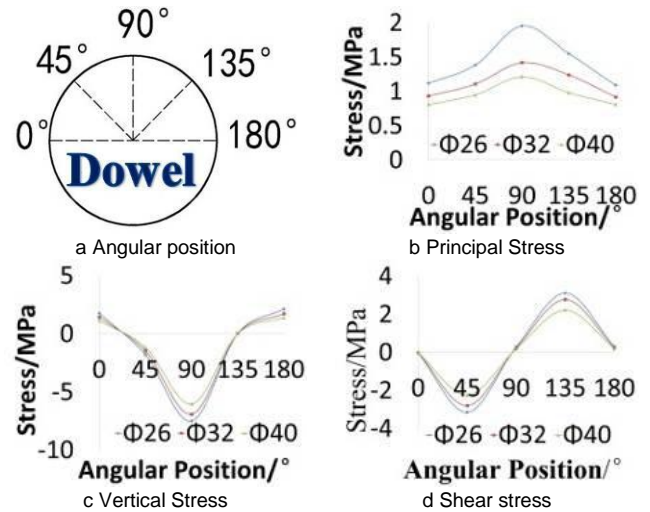 90°
45°
135°
0°
180°
Dowel
a Angular position
Stress/MPa
2
1.5
1
0.5
0
Φ26 Φ32 Φ40
0 45 90 135 180
Angular Position/°
b Principal Stress
Stress/MPa
5
0
-5
-10
0 45 90 135 180
Φ26 Φ32 Φ40
Angular Position/°
c Vertical Stress
Stress/MPa
4
2
0
-2
-4
0 45 90 135 180
Φ26 Φ32 Φ40
Angular Position/°
d Shear stress